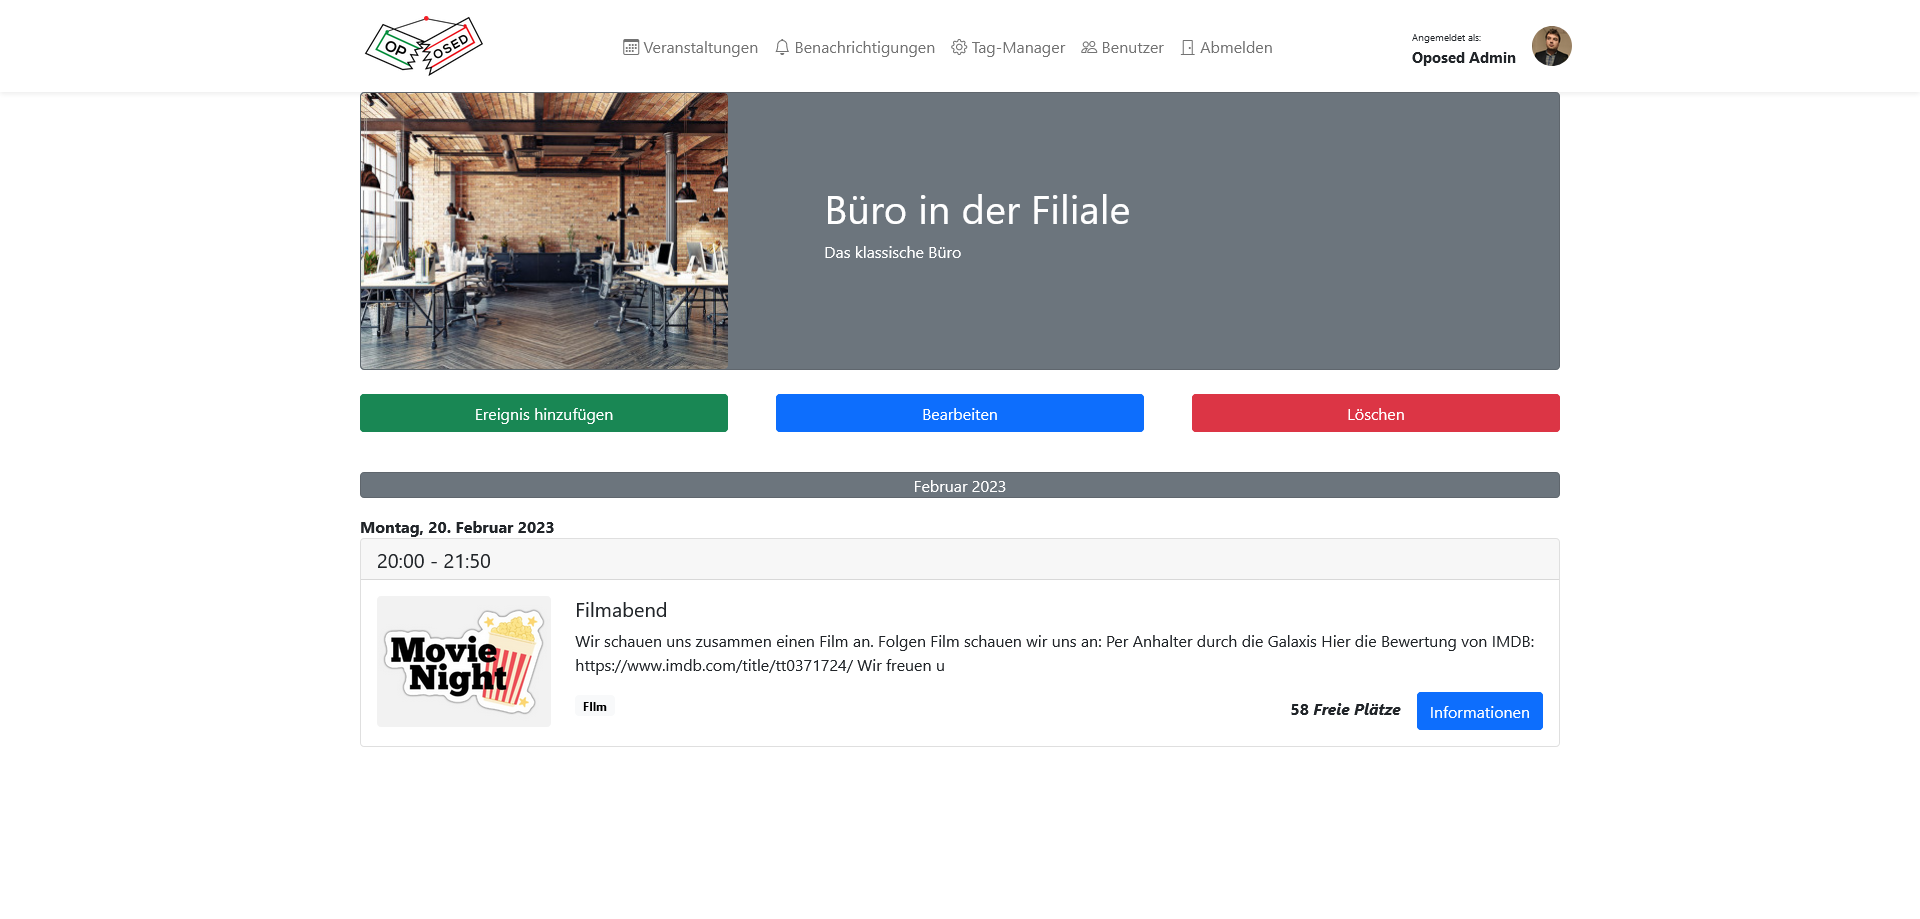 OPOSED
Veranstaltungen Benachrichtigungen Tag-Manager Benutzer Abmelden
Angemeldet als:
Oposed Admin
Büro in der Filiale
Das klassische Büro
Ereignis hinzufügen Bearbeiten Löschen
Februar 2023
Montag, 20. Februar 2023
20:00 - 21:50
Movie
Night
Filmabend
Wir schauen uns zusammen einen Film an. Folgen Film schauen wir uns an: Per Anhalter durch die Galaxis Hier die Bewertung von IMDB:
https://www.imdb.com/title/tt0371724/ Wir freuen u
Film
58 Freie Plätze
Informationen